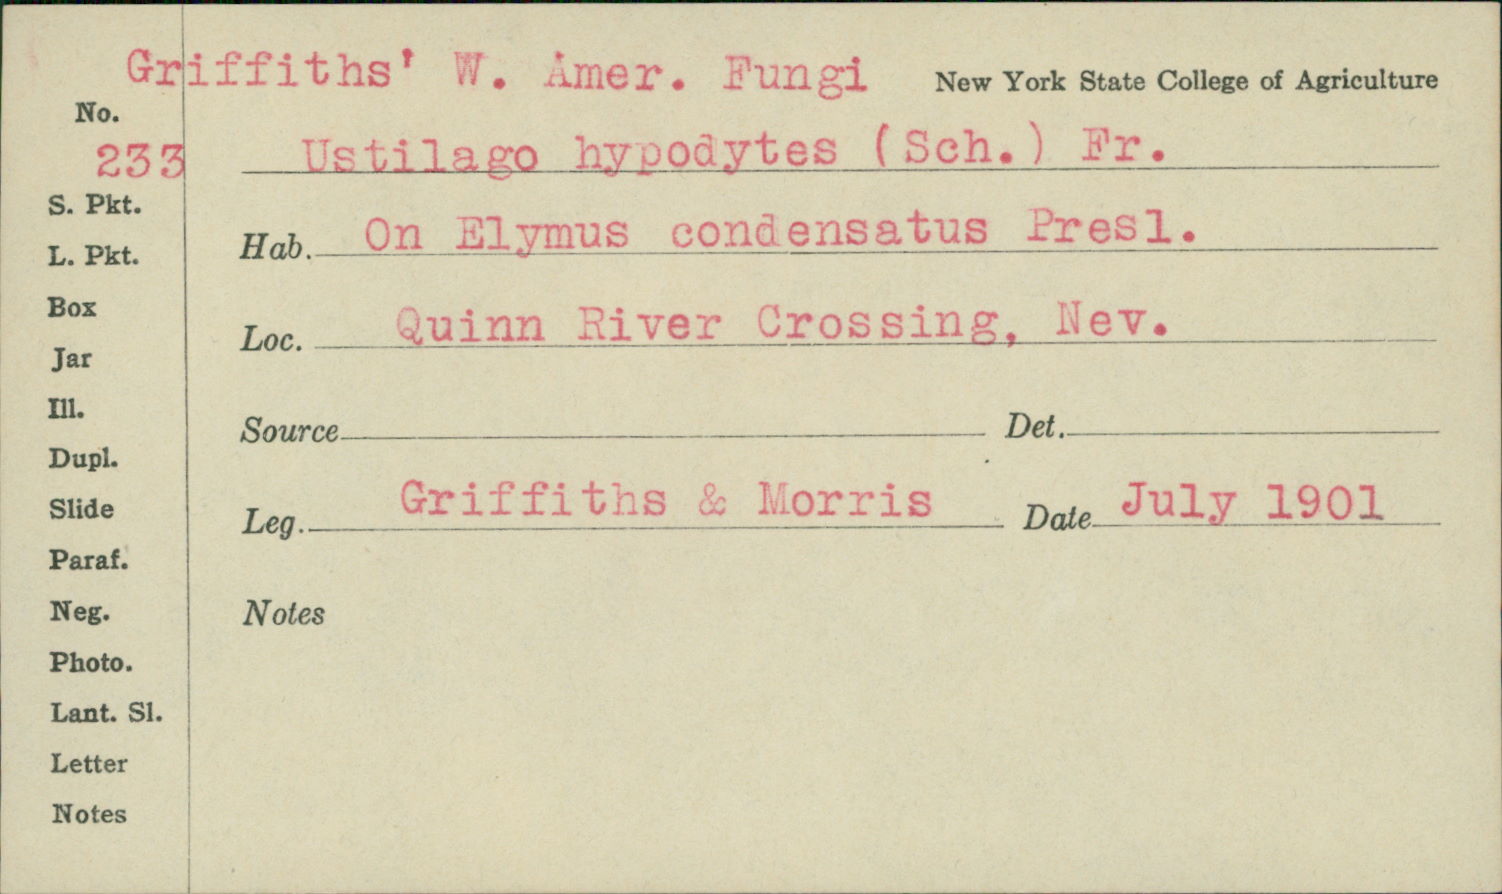 Griffiths' W. Amer. Fungi New York State College of Agriculture
No.
233 Ustilago hypodytes (Sch.) Fr.
S. Pkt.
Hab. On Elymus condensatus Presl.
L. Pkt.
Box
Loc. Quinn River Crossing, Nev.
Jar
Ill.
Source Det.
Dupl.
Slide
Leg. Griffiths & Morris Date July 1901
Paraf.
Neg.
Notes
Photo.
Lant. Sl.
Letter
Notes